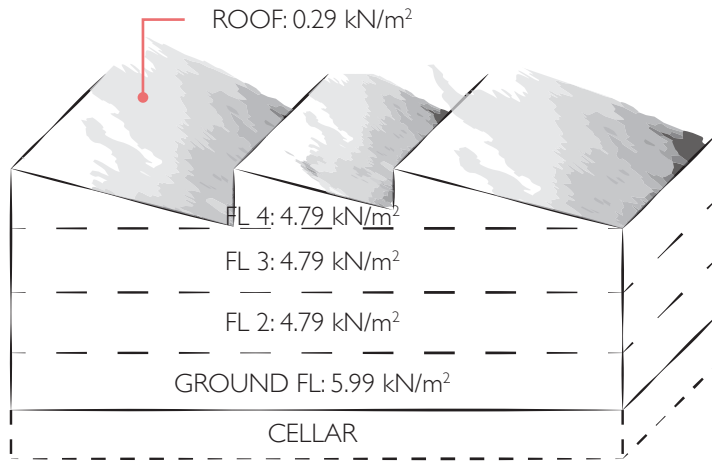 ROOF: 0.29 kN/m²
FL 4: 4.79 kN/m²
FL 3: 4.79 kN/m²
FL 2: 4.79 kN/m²
GROUND FL: 5.99 kN/m²
CELLAR